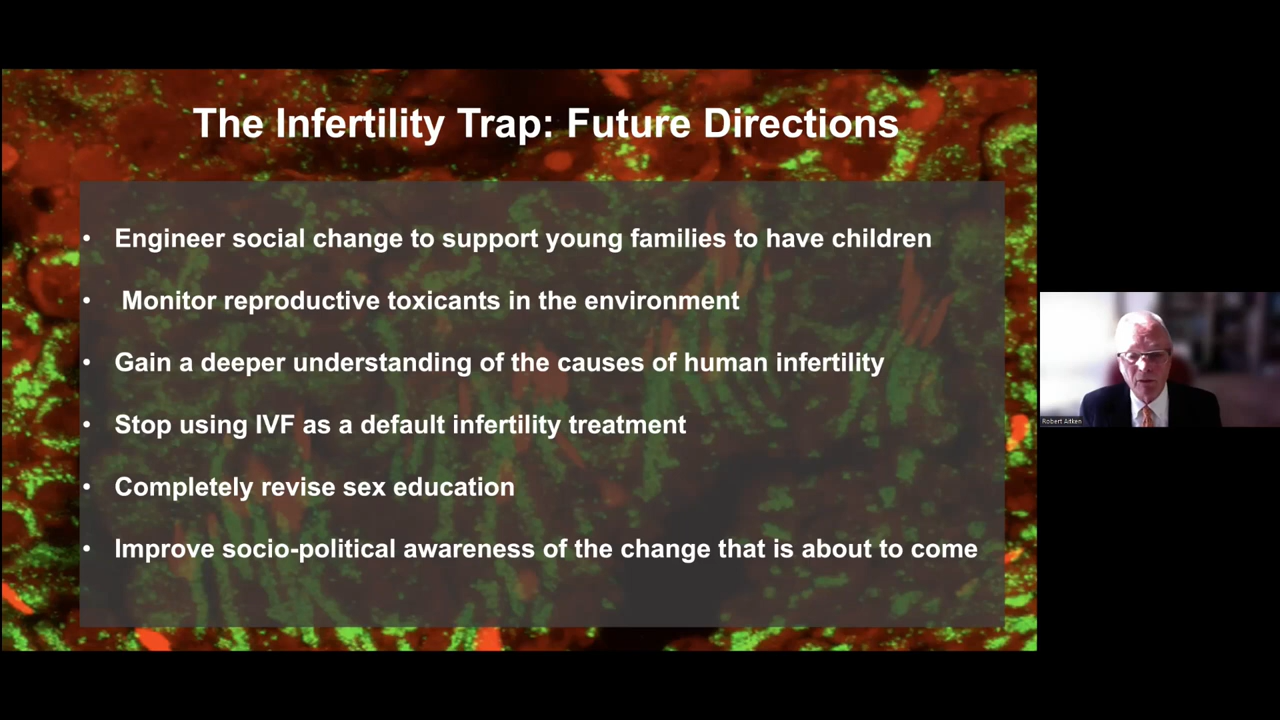 The Infertility Trap: Future Directions
• Engineer social change to support young families to have children
• Monitor reproductive toxicants in the environment
• Gain a deeper understanding of the causes of human infertility
• Stop using IVF as a default infertility treatment
• Completely revise sex education
• Improve socio-political awareness of the change that is about to come
Robert Aitken